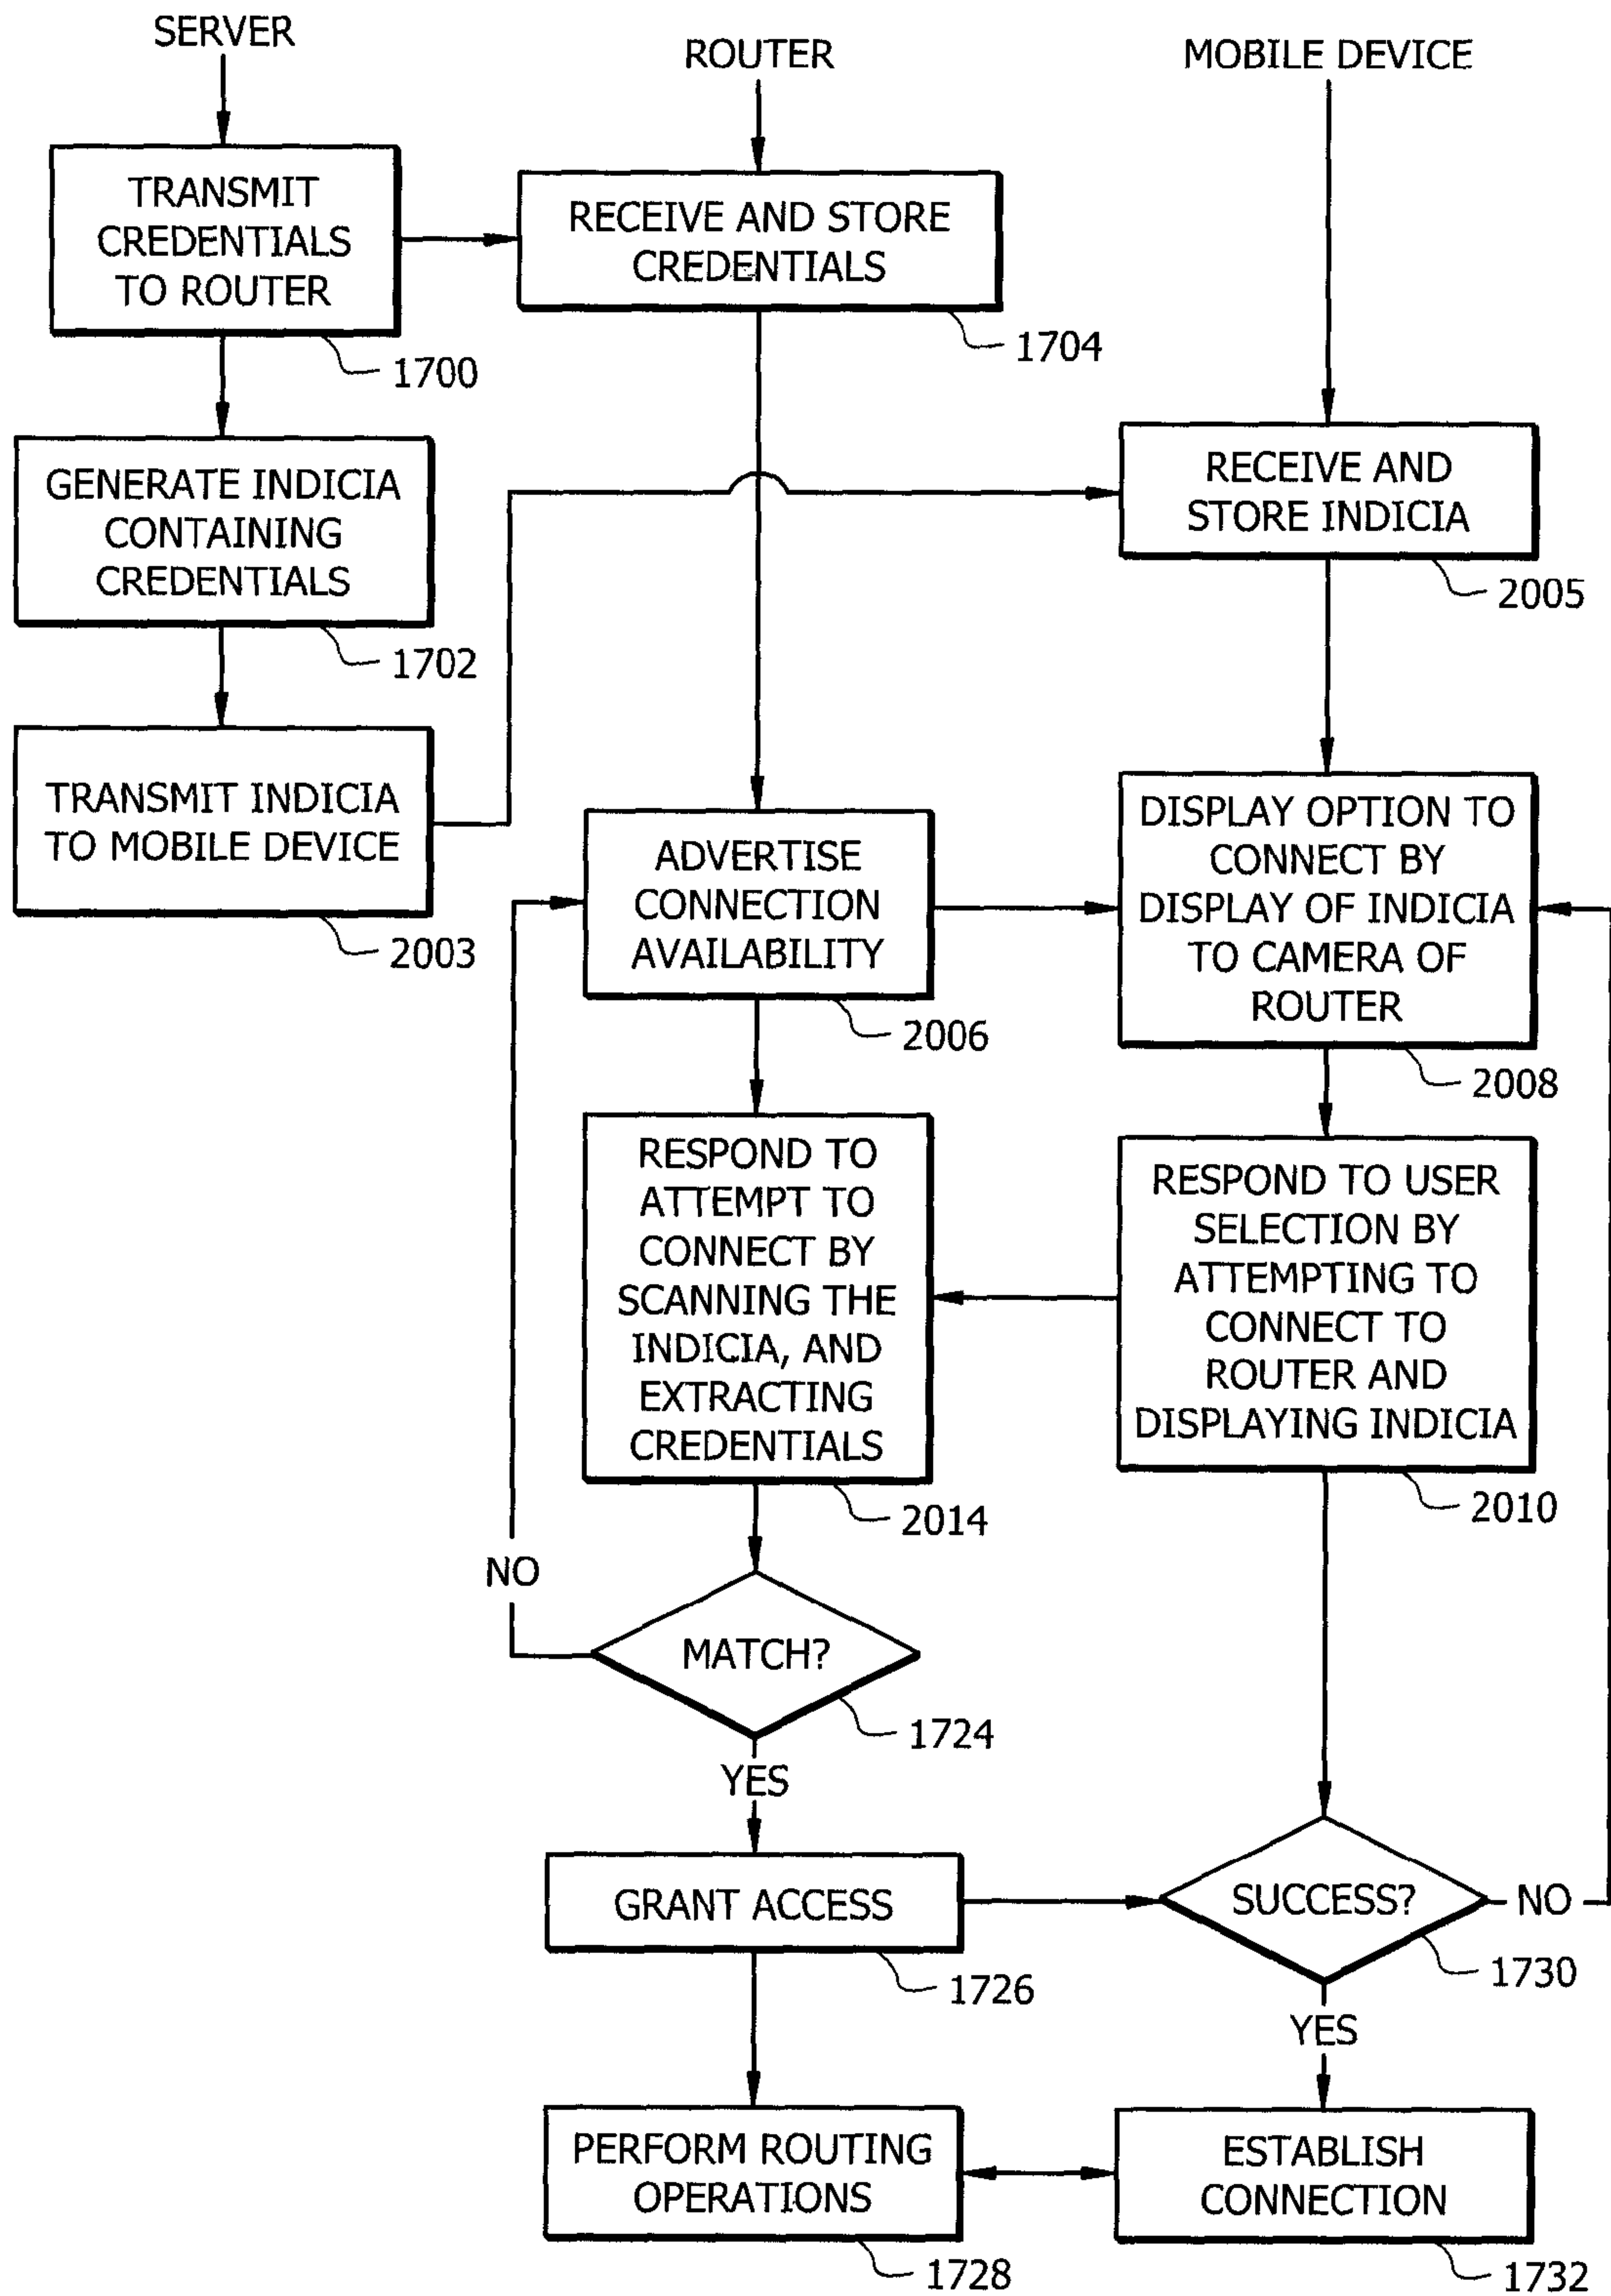 SERVER
ROUTER
MOBILE DEVICE
TRANSMIT
CREDENTIALS
TO ROUTER
1700
RECEIVE AND STORE
CREDENTIALS
1704
GENERATE INDICIA
CONTAINING
CREDENTIALS
1702
RECEIVE AND
STORE INDICIA
2005
TRANSMIT INDICIA
TO MOBILE DEVICE
2003
ADVERTISE
CONNECTION
AVAILABILITY
2006
DISPLAY OPTION TO
CONNECT BY
DISPLAY OF INDICIA
TO CAMERA OF
ROUTER
2008
RESPOND TO
ATTEMPT TO
CONNECT BY
SCANNING THE
INDICIA, AND
EXTRACTING
CREDENTIALS
2014
RESPOND TO USER
SELECTION BY
ATTEMPTING TO
CONNECT TO
ROUTER AND
DISPLAYING INDICIA
2010
NO
MATCH?
1724
YES
GRANT ACCESS
1726
SUCCESS?
NO
1730
YES
PERFORM ROUTING
OPERATIONS
1728
ESTABLISH
CONNECTION
1732